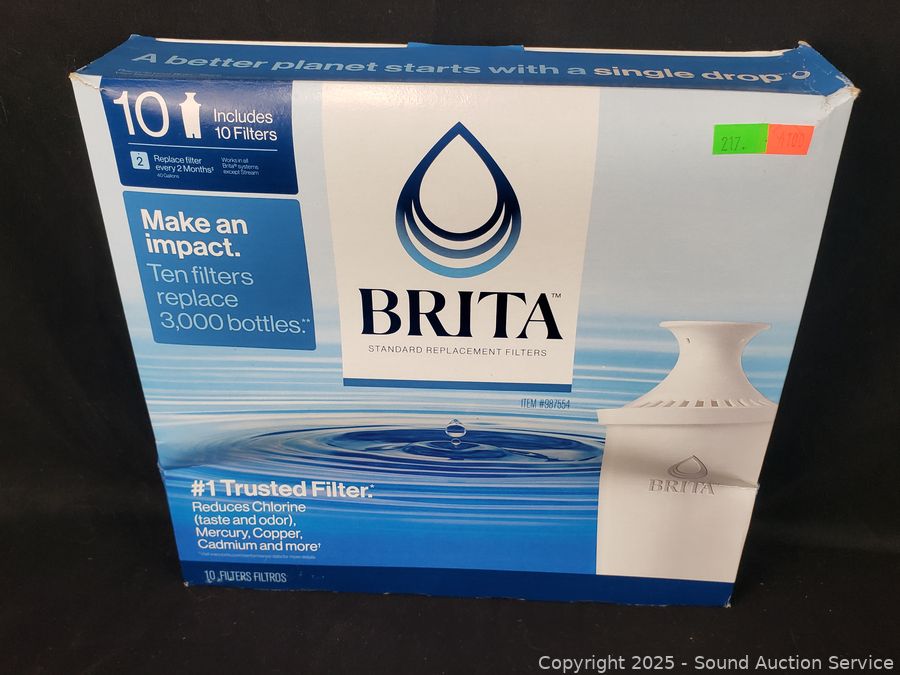 A better planet starts with a single drop
10
Includes
10 Filters
2
Replace filter
every 2 Months‡
40 Gallons
Works in all
Brita® systems
except Stream
217.
Make an
impact.
Ten filters
replace
3,000 bottles.**
BRITA™
STANDARD REPLACEMENT FILTERS
ITEM #987554
BRITA
#1 Trusted Filter.*
Reduces Chlorine
(taste and odor),
Mercury, Copper,
Cadmium and more†
10 FILTERS FILTROS
Copyright 2025 - Sound Auction Service